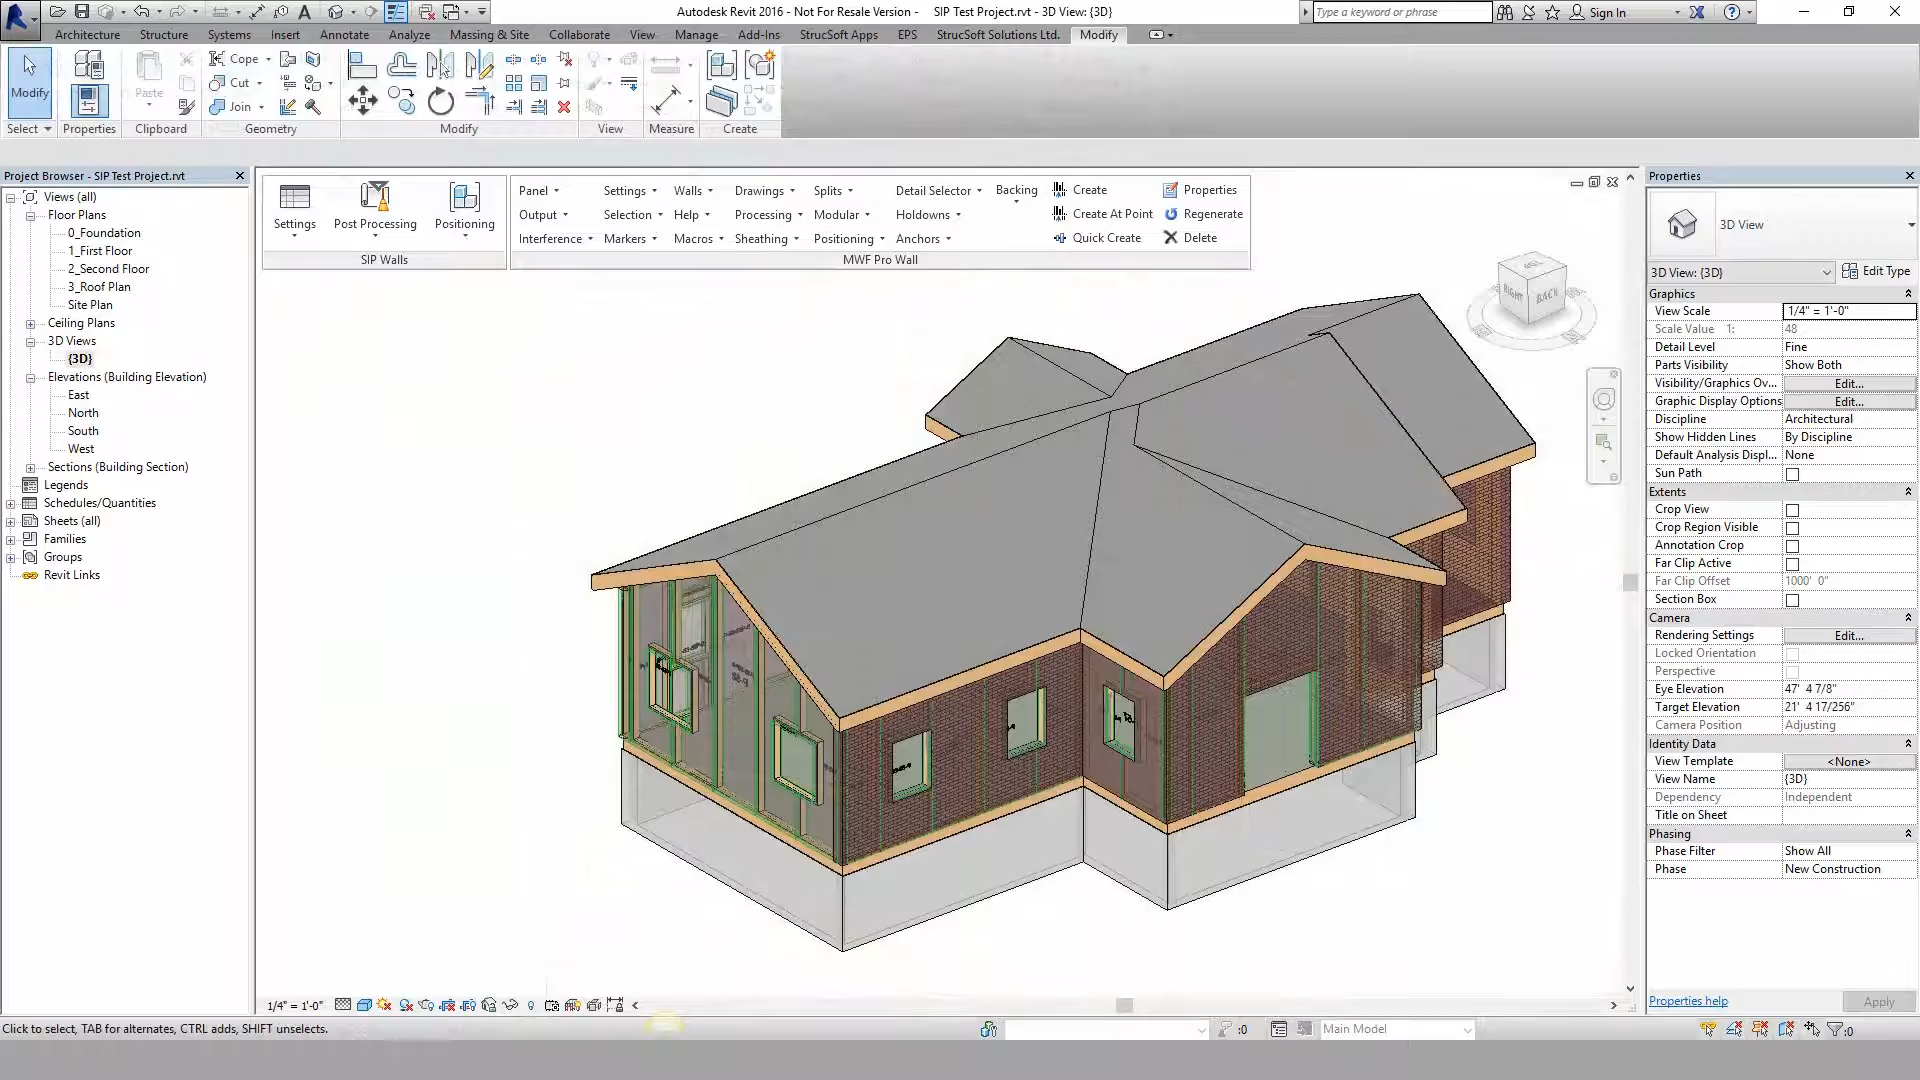 Autodesk Revit 2016 - Not For Resale Version - SIP Test Project.rvt - 3D View: {3D}
Type a keyword or phrase
Sign In
Architecture Structure Systems Insert Annotate Analyze Massing & Site Collaborate View Manage Add-Ins StrucSoft Apps EPS StrucSoft Solutions Ltd. Modify
Modify
Paste
Cope
Cut
Join
Select Properties Clipboard Geometry Modify View Measure Create
Project Browser - SIP Test Project.rvt
Views (all)
Floor Plans
0_Foundation
1_First Floor
2_Second Floor
3_Roof Plan
Site Plan
Ceiling Plans
3D Views
{3D}
Elevations (Building Elevation)
East
North
South
West
Sections (Building Section)
Legends
Schedules/Quantities
Sheets (all)
Families
Groups
Revit Links
Settings Post Processing Positioning
SIP Walls
Panel Settings Walls Drawings Splits Detail Selector Backing Create Properties
Output Selection Help Processing Modular Holdowns Create At Point Regenerate
Interference Markers Macros Sheathing Positioning Anchors Quick Create Delete
MWF Pro Wall
RIGHT BACK
Properties
3D View
3D View: {3D} Edit Type
Graphics
View Scale 1/4" = 1'-0"
Scale Value 1: 48
Detail Level Fine
Parts Visibility Show Both
Visibility/Graphics Ov... Edit...
Graphic Display Options Edit...
Discipline Architectural
Show Hidden Lines By Discipline
Default Analysis Displ... None
Sun Path
Extents
Crop View
Crop Region Visible
Annotation Crop
Far Clip Active
Far Clip Offset 1000' 0"
Section Box
Camera
Rendering Settings Edit...
Locked Orientation
Perspective
Eye Elevation 47' 4 7/8"
Target Elevation 21' 4 17/256"
Camera Position Adjusting
Identity Data
View Template <None>
View Name {3D}
Dependency Independent
Title on Sheet
Phasing
Phase Filter Show All
Phase New Construction
Properties help Apply
1/4" = 1'-0"
Click to select, TAB for alternates, CTRL adds, SHIFT unselects.
:0
Main Model
:0